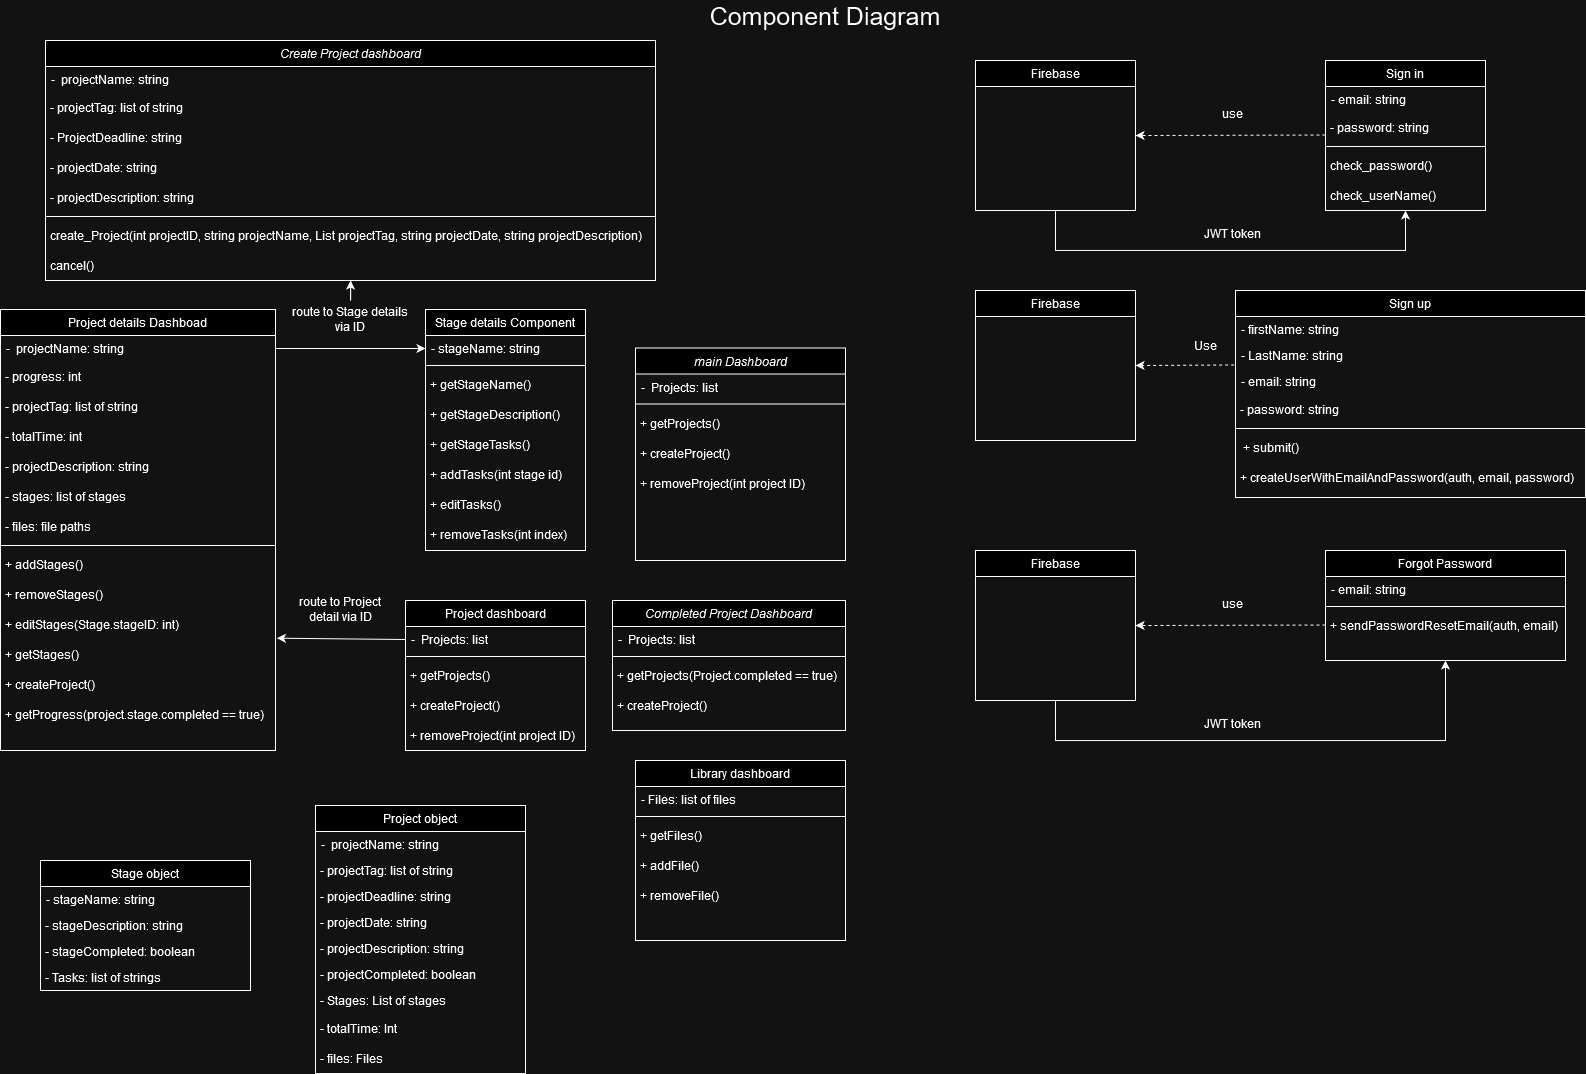 Component Diagram
Create Project dashboard
- projectName: string
- projectTag: list of string
- ProjectDeadline: string
- projectDate: string
- projectDescription: string
create_Project(int projectID, string projectName, List projectTag, string projectDate, string projectDescription)
cancel()
Project details Dashboad
- projectName: string
- progress: int
- projectTag: list of string
- totalTime: int
- projectDescription: string
- stages: list of stages
- files: file paths
+ addStages()
+ removeStages()
+ editStages(Stage.stageID: int)
+ getStages()
+ createProject()
+ getProgress(project.stage.completed == true)
route to Stage details
via ID
Stage details Component
- stageName: string
+ getStageName()
+ getStageDescription()
+ getStageTasks()
+ addTasks(int stage id)
+ editTasks()
+ removeTasks(int index)
main Dashboard
- Projects: list
+ getProjects()
+ createProject()
+ removeProject(int project ID)
route to Project
detail via ID
Project dashboard
- Projects: list
+ getProjects()
+ createProject()
+ removeProject(int project ID)
Completed Project Dashboard
- Projects: list
+ getProjects(Project.completed == true)
+ createProject()
Library dashboard
- Files: list of files
+ getFiles()
+ addFile()
+ removeFile()
Stage object
- stageName: string
- stageDescription: string
- stageCompleted: boolean
- Tasks: list of strings
Project object
- projectName: string
- projectTag: list of string
- projectDeadline: string
- projectDate: string
- projectDescription: string
- projectCompleted: boolean
- Stages: List of stages
- totalTime: Int
- files: Files
Firebase
use
Sign in
- email: string
- password: string
check_password()
check_userName()
JWT token
Firebase
Use
Sign up
- firstName: string
- LastName: string
- email: string
- password: string
+ submit()
+ createUserWithEmailAndPassword(auth, email, password)
Firebase
use
Forgot Password
- email: string
+ sendPasswordResetEmail(auth, email)
JWT token